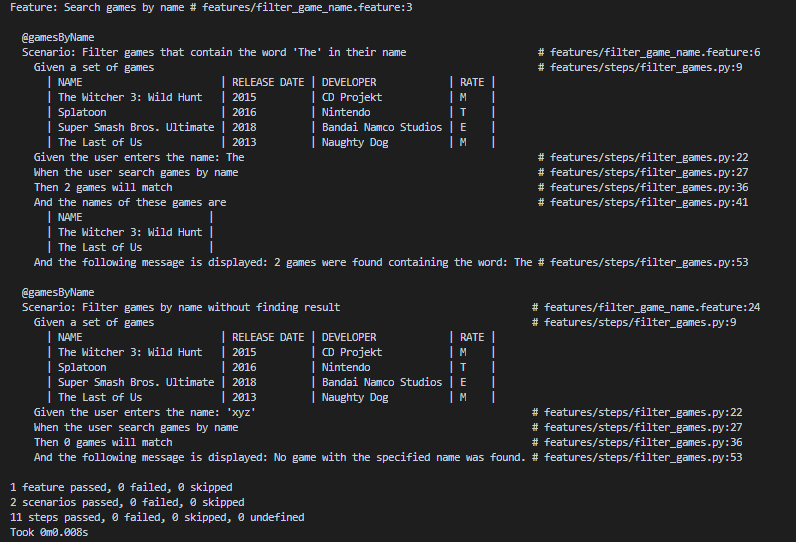 Feature: Search games by name # features/filter_game_name.feature:3
@gamesByName
Scenario: Filter games that contain the word 'The' in their name # features/filter_game_name.feature:6
Given a set of games # features/steps/filter_games.py:9
| NAME | RELEASE DATE | DEVELOPER | RATE |
| The Witcher 3: Wild Hunt | 2015 | CD Projekt | M |
| Splatoon | 2016 | Nintendo | T |
| Super Smash Bros. Ultimate | 2018 | Bandai Namco Studios | E |
| The Last of Us | 2013 | Naughty Dog | M |
Given the user enters the name: The # features/steps/filter_games.py:22
When the user search games by name # features/steps/filter_games.py:27
Then 2 games will match # features/steps/filter_games.py:36
And the names of these games are # features/steps/filter_games.py:41
| NAME |
| The Witcher 3: Wild Hunt |
| The Last of Us |
And the following message is displayed: 2 games were found containing the word: The # features/steps/filter_games.py:53
@gamesByName
Scenario: Filter games by name without finding result # features/filter_game_name.feature:24
Given a set of games # features/steps/filter_games.py:9
| NAME | RELEASE DATE | DEVELOPER | RATE |
| The Witcher 3: Wild Hunt | 2015 | CD Projekt | M |
| Splatoon | 2016 | Nintendo | T |
| Super Smash Bros. Ultimate | 2018 | Bandai Namco Studios | E |
| The Last of Us | 2013 | Naughty Dog | M |
Given the user enters the name: 'xyz' # features/steps/filter_games.py:22
When the user search games by name # features/steps/filter_games.py:27
Then 0 games will match # features/steps/filter_games.py:36
And the following message is displayed: No game with the specified name was found. # features/steps/filter_games.py:53
1 feature passed, 0 failed, 0 skipped
2 scenarios passed, 0 failed, 0 skipped
11 steps passed, 0 failed, 0 skipped, 0 undefined
Took 0m0.008s